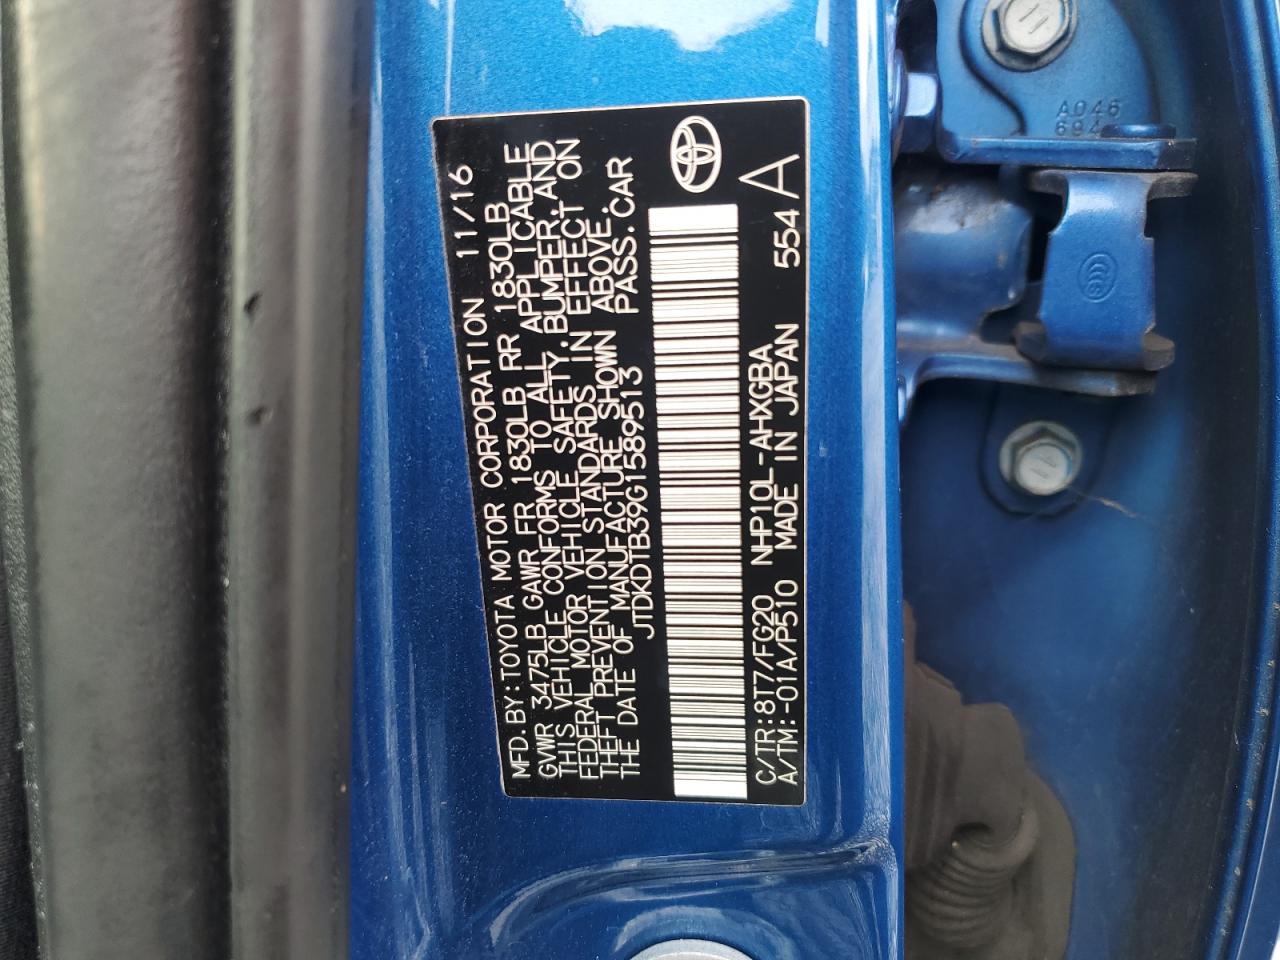 MFD. BY: TOYOTA MOTOR CORPORATION 11/16
GVWR 3475LB GAWR FR 1830LB RR 1830LB
THIS VEHICLE CONFORMS TO ALL APPLICABLE
FEDERAL MOTOR VEHICLE SAFETY, BUMPER, AND
THEFT PREVENTION STANDARDS IN EFFECT ON
THE DATE OF MANUFACTURE SHOWN ABOVE.
JTDKDTB39G1589513 PASS. CAR
C/TR: 8T7/FG20 NHP10L-AHXGBA
A/TM: -01A/P510 MADE IN JAPAN 554 A
A046
694
CCC